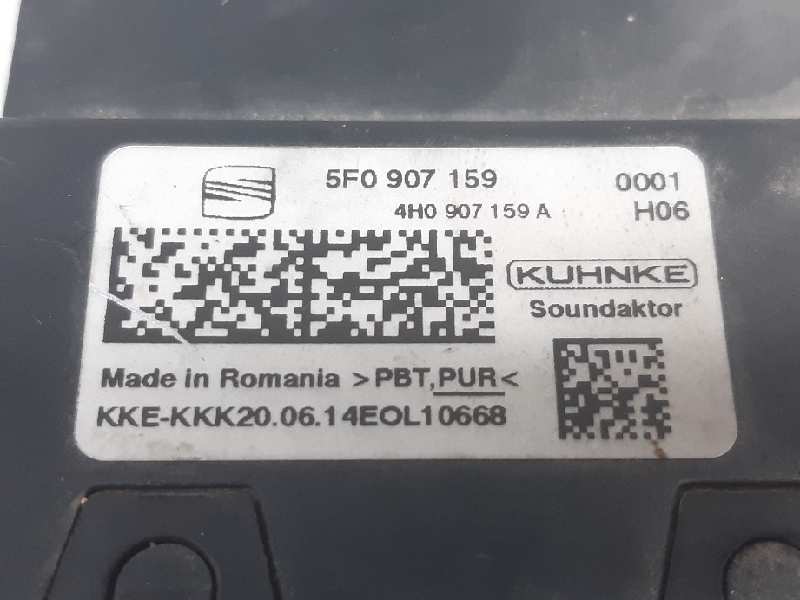 5F0 907 159 0001
4H0 907 159 A H06
KUHNKE
Soundaktor
Made in Romania >PBT,PUR<
KKE-KKK20.06.14EOL10668